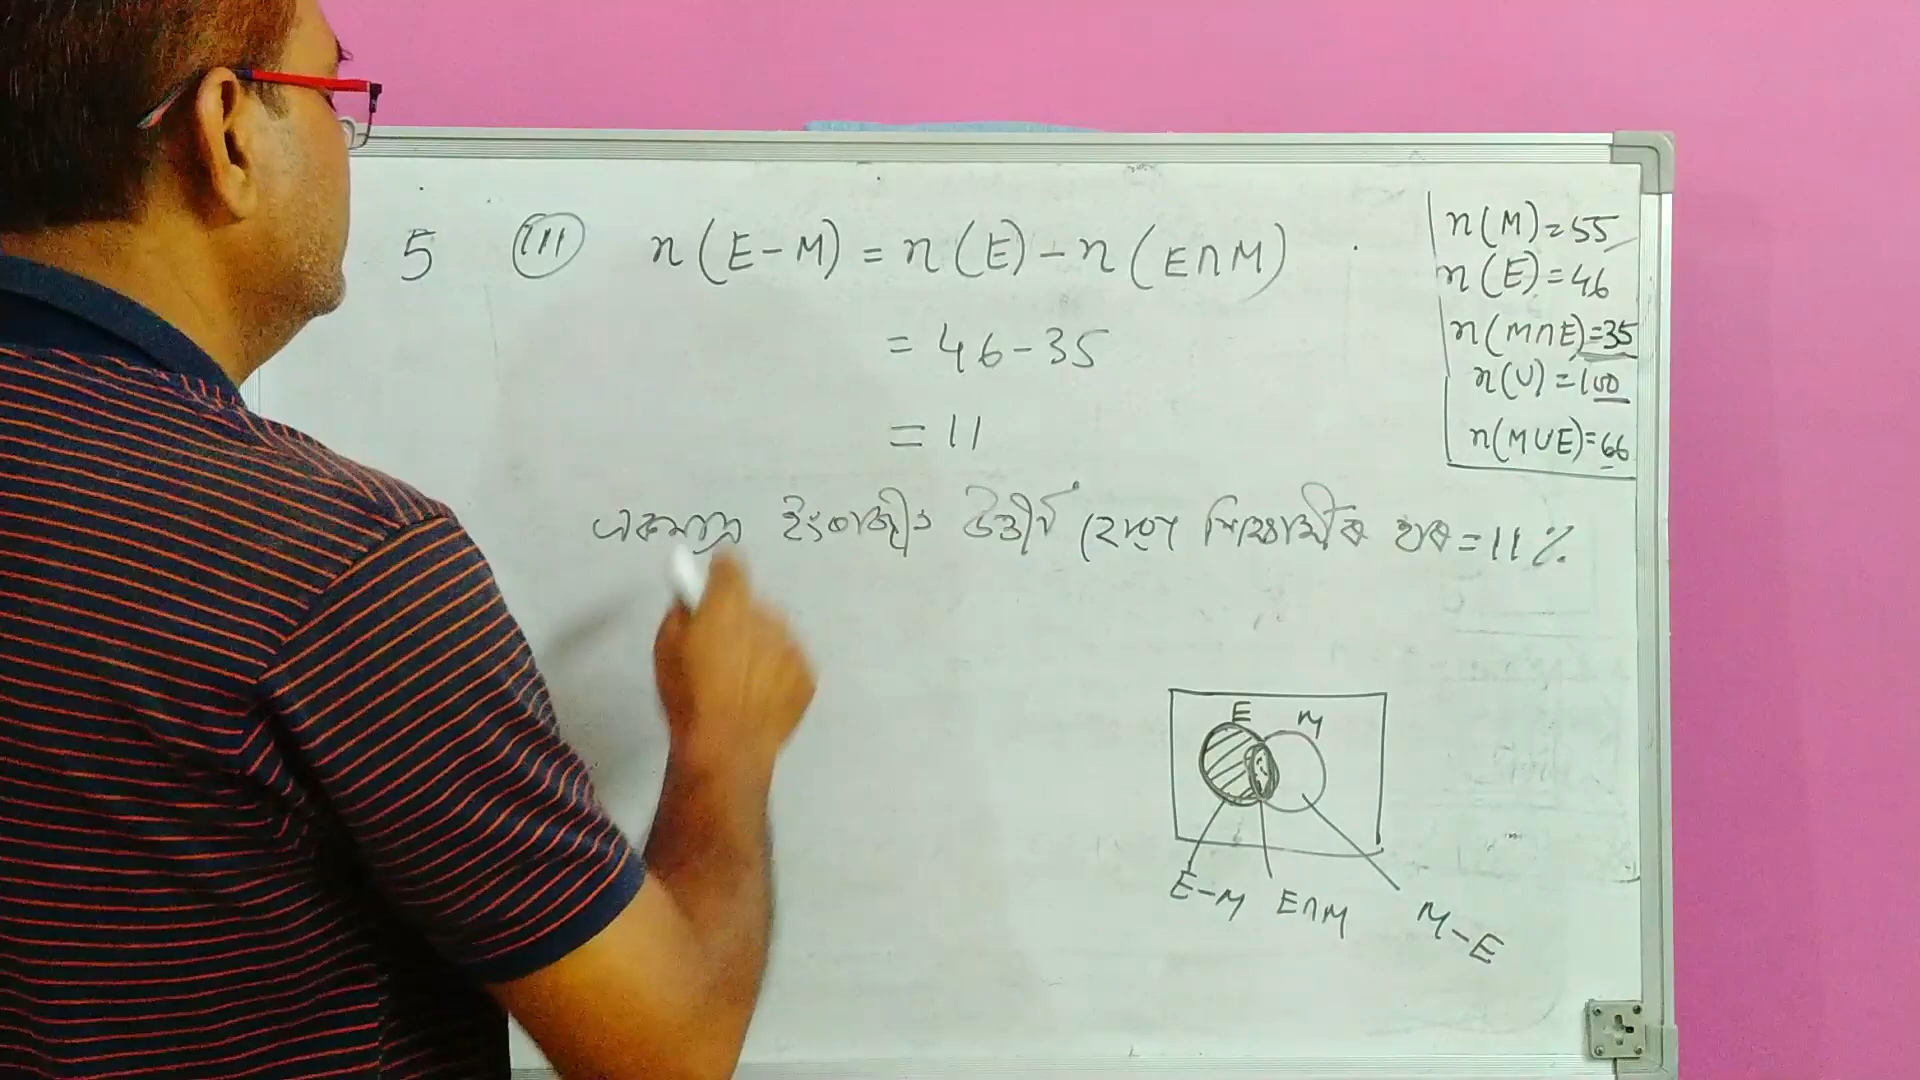 5 (III) n(E-M) = n(E) - n(E∩M)
= 46-35
= 11
একমাত্ৰ ইংৰাজীত উত্তীৰ্ণ হোৱা শিক্ষাৰ্থীৰ হাৰ = 11%
n(M)=55
n(E)=46
n(M∩E)=35
n(U)=100
n(M∪E)=66
E M
E-M E∩M M-E